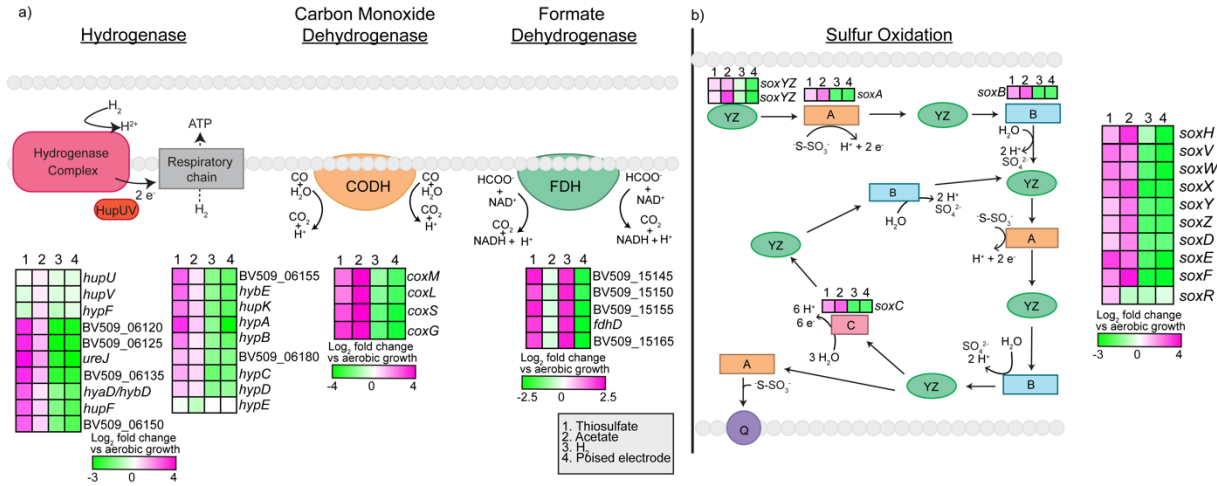 a)
Hydrogenase
Carbon Monoxide
Dehydrogenase
Formate
Dehydrogenase
H2
H2+
Hydrogenase
Complex
2 e-
HupUV
ATP
Respiratory
chain
H2
CO
+
H2O
CO2
+
H+
CODH
CO
+
H2O
CO2
+
H+
HCOO-
+
NAD+
CO2
+
NADH + H+
FDH
HCOO-
+
NAD+
CO2
+
NADH + H+
1 2 3 4
hupU
hupV
hypF
BV509_06120
BV509_06125
ureJ
BV509_06135
hyaD/hybD
hupF
BV509_06150
Log2 fold change
vs aerobic growth
-3 4
1 2 3 4
BV509_06155
hybE
hupK
hypA
hypB
BV509_06180
hypC
hypD
hypE
1 2 3 4
coxM
coxL
coxS
coxG
Log2 fold change
vs aerobic growth
-4 0 4
1 2 3 4
BV509_15145
BV509_15150
BV509_15155
fdhD
BV509_15165
Log2 fold change
vs aerobic growth
-2.5 0 2.5
1. Thiosulfate
2. Acetate
3. H2
4. Poised electrode
b)
Sulfur Oxidation
1 2 3 4
soxYZ
soxYZ
YZ
1 2 3 4
soxA
A
-S-SO3-
H+ + 2 e-
YZ
1 2 3 4
soxB
B
H2O
2 H+
SO42-
YZ
-S-SO3-
A
H+ + 2 e-
YZ
H2O
SO42-
2 H+
B
YZ
B
H2O
2 H+
SO42-
YZ
1 2 3 4
soxC
6 H+
6 e-
C
3 H2O
A
-S-SO3-
Q
1 2 3 4
soxH
soxV
soxW
soxX
soxY
soxZ
soxD
soxE
soxF
soxR
Log2 fold change
vs aerobic growth
-3 4